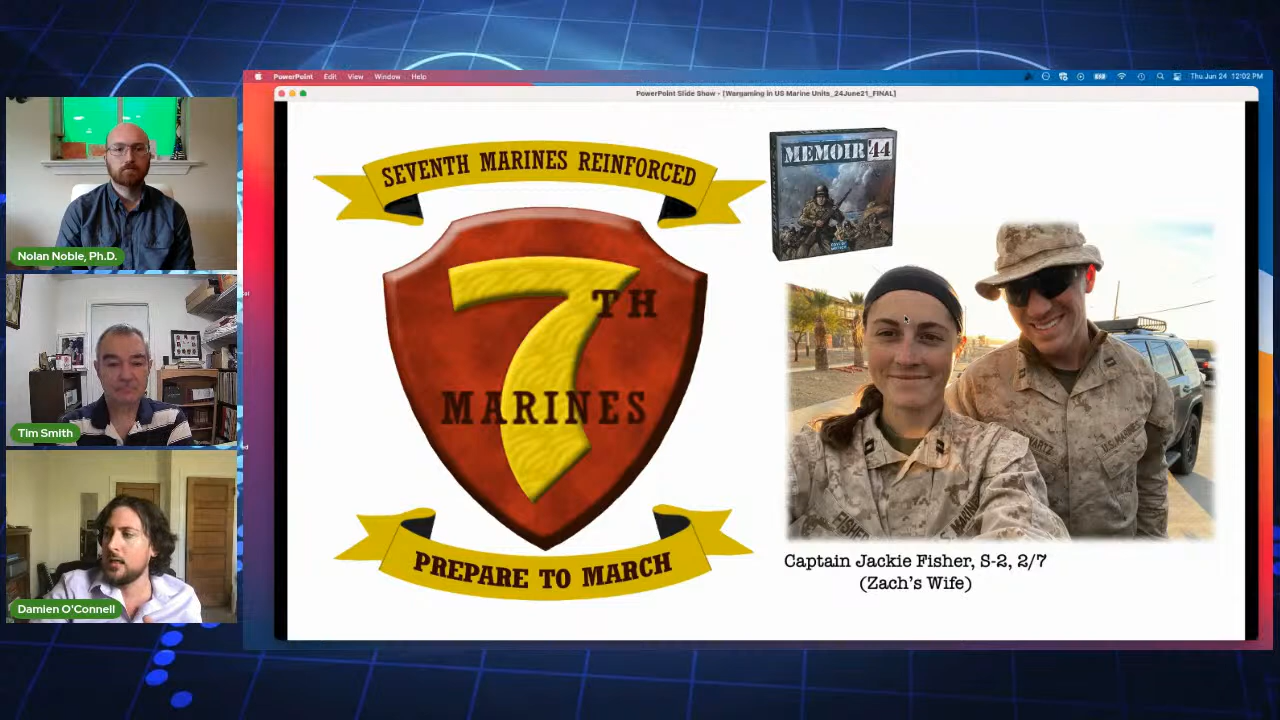 PowerPoint Edit View Window Help
Thu Jun 24 12:02 PM
PowerPoint Slide Show - [Wargaming in US Marine Units_24June21_FINAL]
Nolan Noble, Ph.D.
Tim Smith
Damien O'Connell
SEVENTH MARINES REINFORCED
7TH
MARINES
PREPARE TO MARCH
MEMOIR '44
FISHER
U.S. MARINES
Captain Jackie Fisher, S-2, 2/7
(Zach's Wife)